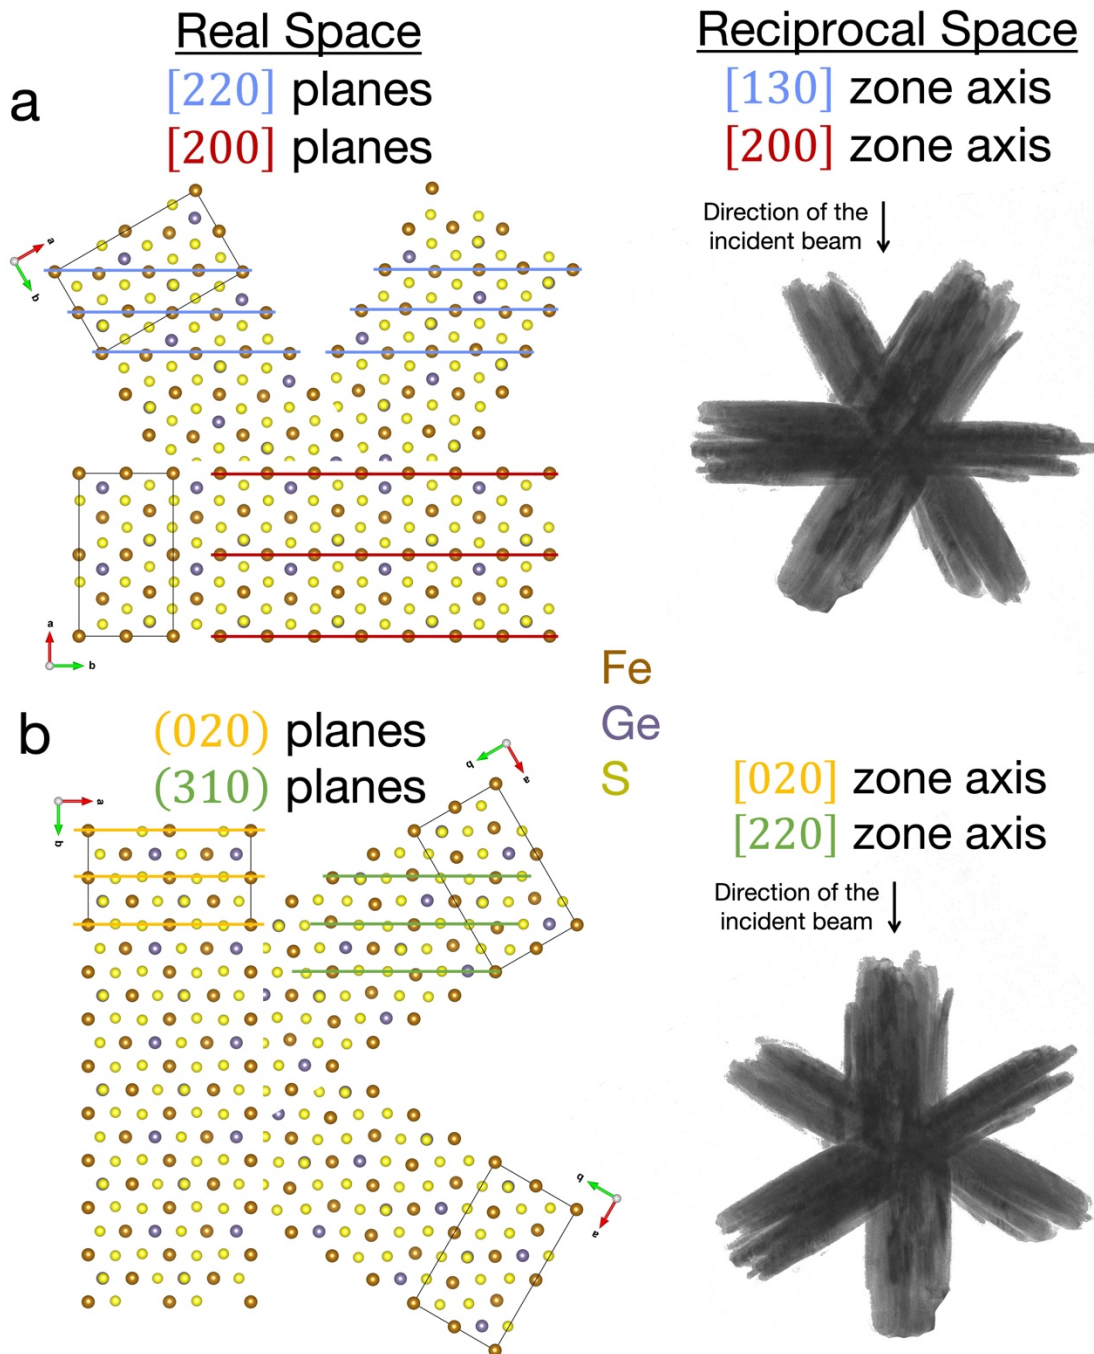 Real Space
Reciprocal Space
a
[220] planes
[200] planes
[130] zone axis
[200] zone axis
Direction of the
incident beam
a
b
a
b
Fe
Ge
S
b
(020) planes
(310) planes
[020] zone axis
[220] zone axis
Direction of the
incident beam
a
b
b
a
b
a